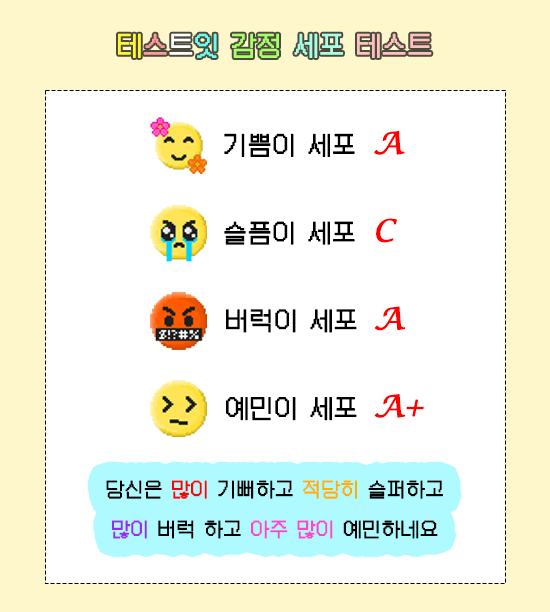 테스트잇 감정 세포 테스트
기쁨이 세포 A
슬픔이 세포 C
버럭이 세포 A
$!?#%
예민이 세포 A+
당신은 많이 기뻐하고 적당히 슬퍼하고
많이 버럭 하고 아주 많이 예민하네요